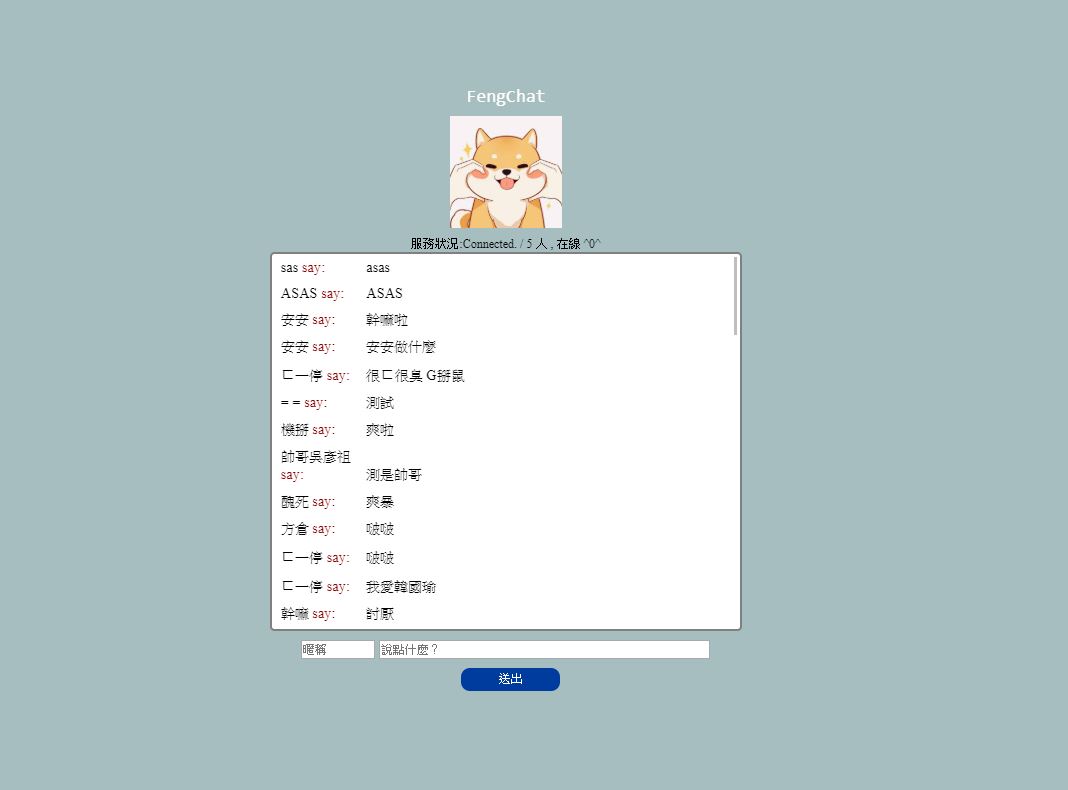 FengChat
服務狀況:Connected. / 5 人 , 在線 ^0^
sas say: asas
ASAS say: ASAS
安安 say: 幹嘛啦
安安 say: 安安做什麼
ㄈ一停 say: 很ㄈ很臭 G掰鼠
= = say: 測試
機掰 say: 爽啦
帥哥吳彥祖
say: 測是帥哥
醜死 say: 爽暴
方倉 say: 啵啵
ㄈ一停 say: 啵啵
ㄈ一停 say: 我愛韓國瑜
幹嘛 say: 討厭
暱稱 說點什麼？
送出